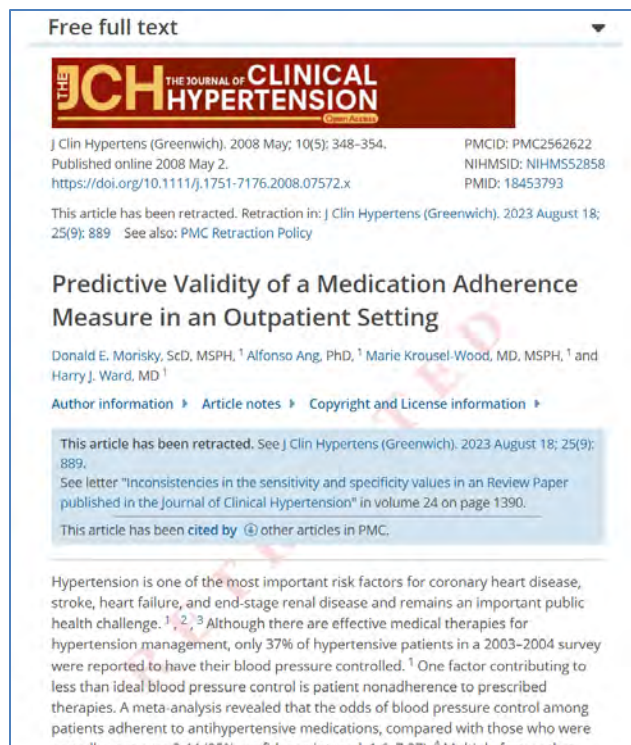 Free full text
THE JCH THE JOURNAL OF CLINICAL
HYPERTENSION
Open Access
J Clin Hypertens (Greenwich). 2008 May; 10(5): 348–354.
Published online 2008 May 2.
https://doi.org/10.1111/j.1751-7176.2008.07572.x
PMCID: PMC2562622
NIHMSID: NIHMS52858
PMID: 18453793
This article has been retracted. Retraction in: J Clin Hypertens (Greenwich). 2023 August 18;
25(9): 889 See also: PMC Retraction Policy
Predictive Validity of a Medication Adherence
Measure in an Outpatient Setting
Donald E. Morisky, ScD, MSPH, 1 Alfonso Ang, PhD, 1 Marie Krousel-Wood, MD, MSPH, 1 and
Harry J. Ward, MD 1
Author information Article notes Copyright and License information
This article has been retracted. See J Clin Hypertens (Greenwich). 2023 August 18; 25(9):
889.
See letter "Inconsistencies in the sensitivity and specificity values in an Review Paper
published in the Journal of Clinical Hypertension" in volume 24 on page 1390.
This article has been cited by other articles in PMC.
Hypertension is one of the most important risk factors for coronary heart disease,
stroke, heart failure, and end-stage renal disease and remains an important public
health challenge. 1, 2, 3 Although there are effective medical therapies for
hypertension management, only 37% of hypertensive patients in a 2003–2004 survey
were reported to have their blood pressure controlled. 1 One factor contributing to
less than ideal blood pressure control is patient nonadherence to prescribed
therapies. A meta-analysis revealed that the odds of blood pressure control among
patients adherent to antihypertensive medications, compared with those who were
RETRACTED